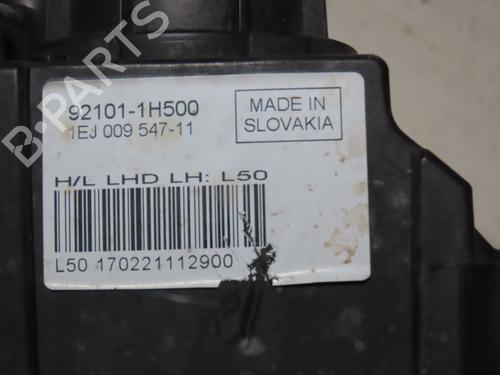 92101-1H500
1EJ 009 547-11
MADE IN
SLOVAKIA
H/L LHD LH: L50
L50 170221112900
B-PARTS